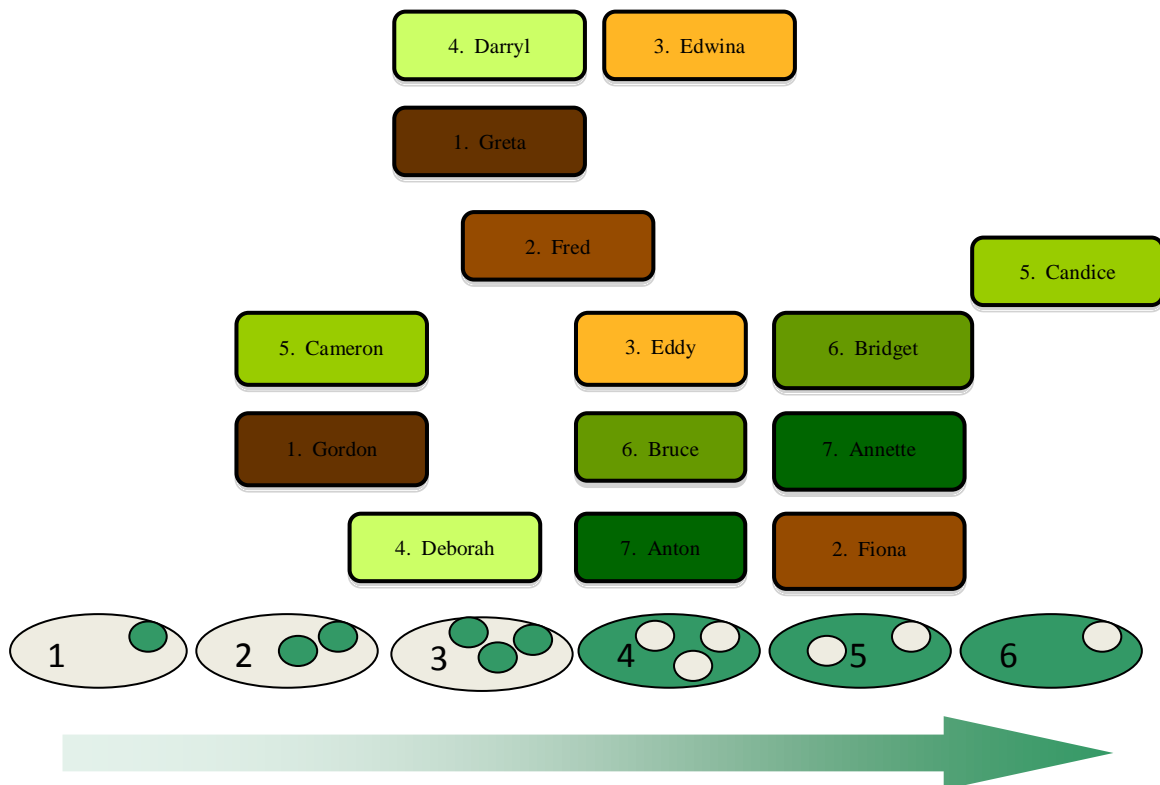 4. Darryl
3. Edwina
1. Greta
2. Fred
5. Candice
5. Cameron
3. Eddy
6. Bridget
1. Gordon
6. Bruce
7. Annette
4. Deborah
7. Anton
2. Fiona
1
2
3
4
5
6